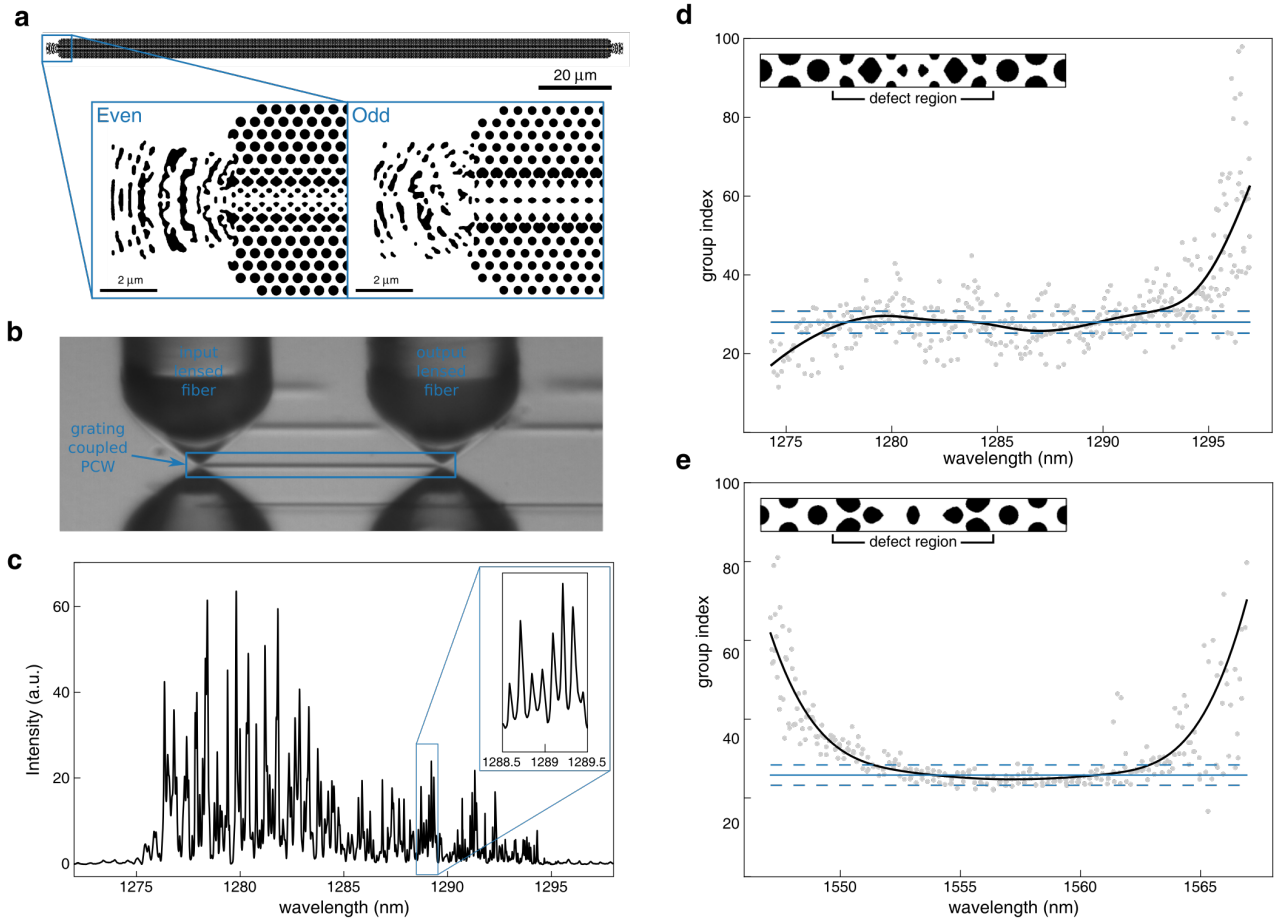 a
20 μm
Even
Odd
2 μm
2 μm
b
input
lensed
fiber
output
lensed
fiber
grating
coupled
PCW
c
Intensity (a.u.)
60
40
20
0
1288.5 1289 1289.5
1275 1280 1285 1290 1295
wavelength (nm)
d
group index
100
80
60
40
20
defect region
1275 1280 1285 1290 1295
wavelength (nm)
e
group index
100
80
60
40
20
defect region
1550 1555 1560 1565
wavelength (nm)